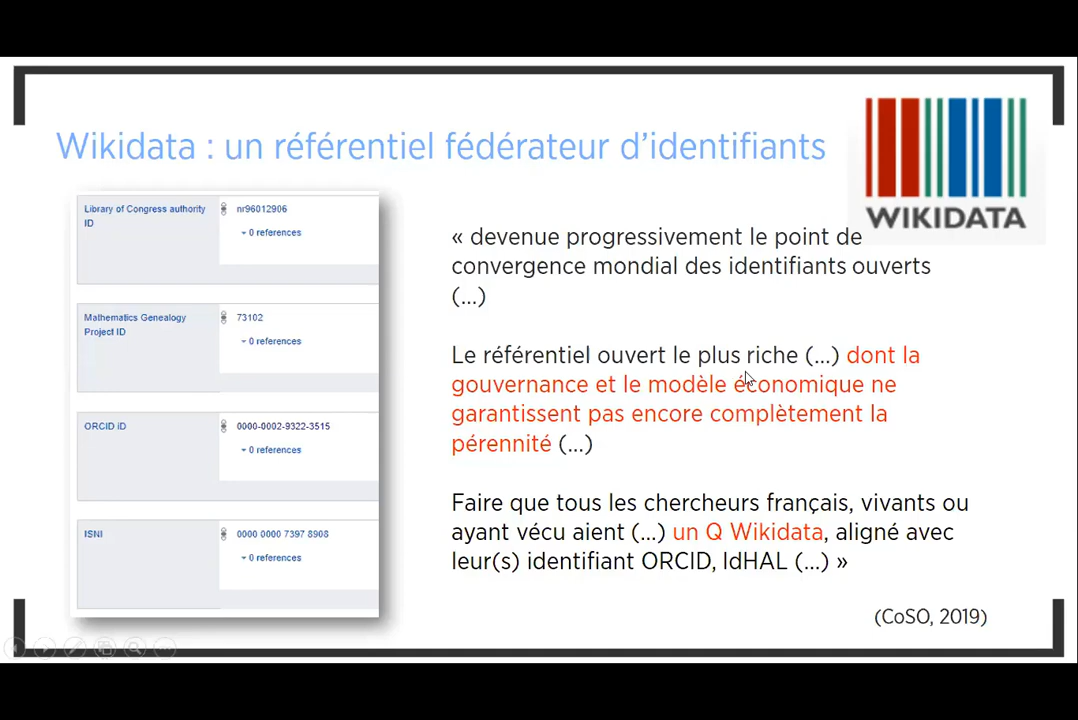 Wikidata : un référentiel fédérateur d’identifiants
WIKIDATA
Library of Congress authority
ID
nr96012906
0 references
Mathematics Genealogy
Project ID
73102
0 references
ORCID iD
0000-0002-9322-3515
0 references
ISNI
0000 0000 7397 8908
0 references
« devenue progressivement le point de
convergence mondial des identifiants ouverts
(...)
Le référentiel ouvert le plus riche (...) dont la
gouvernance et le modèle économique ne
garantissent pas encore complètement la
pérennité (...)
Faire que tous les chercheurs français, vivants ou
ayant vécu aient (...) un Q Wikidata, aligné avec
leur(s) identifiant ORCID, IdHAL (...) »
(CoSO, 2019)